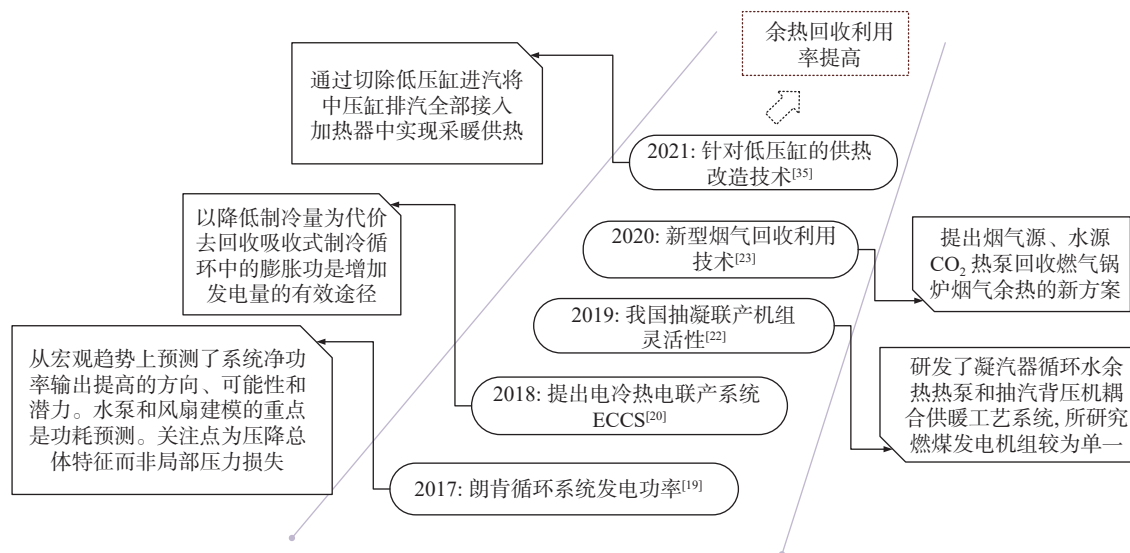 余热回收利用
率提高
通过切除低压缸进汽将
中压缸排汽全部接入
加热器中实现采暖供热
2021: 针对低压缸的供热
改造技术[35]
以降低制冷量为代价
去回收吸收式制冷循
环中的膨胀功是增加
发电量的有效途径
2020: 新型烟气回收利用
技术[23]
提出烟气源、水源
CO₂ 热泵回收燃气锅
炉烟气余热的新方案
2019: 我国抽凝联产机组
灵活性[22]
从宏观趋势上预测了系统净功
率输出提高的方向、可能性和
潜力。水泵和风扇建模的重点
是功耗预测。关注点为压降总
体特征而非局部压力损失
2018: 提出电冷热电联产系统
ECCS[20]
研发了凝汽器循环水余
热热泵和抽汽背压机耦
合供暖工艺系统, 所研究
燃煤发电机组较为单一
2017: 朗肯循环系统发电功率[19]